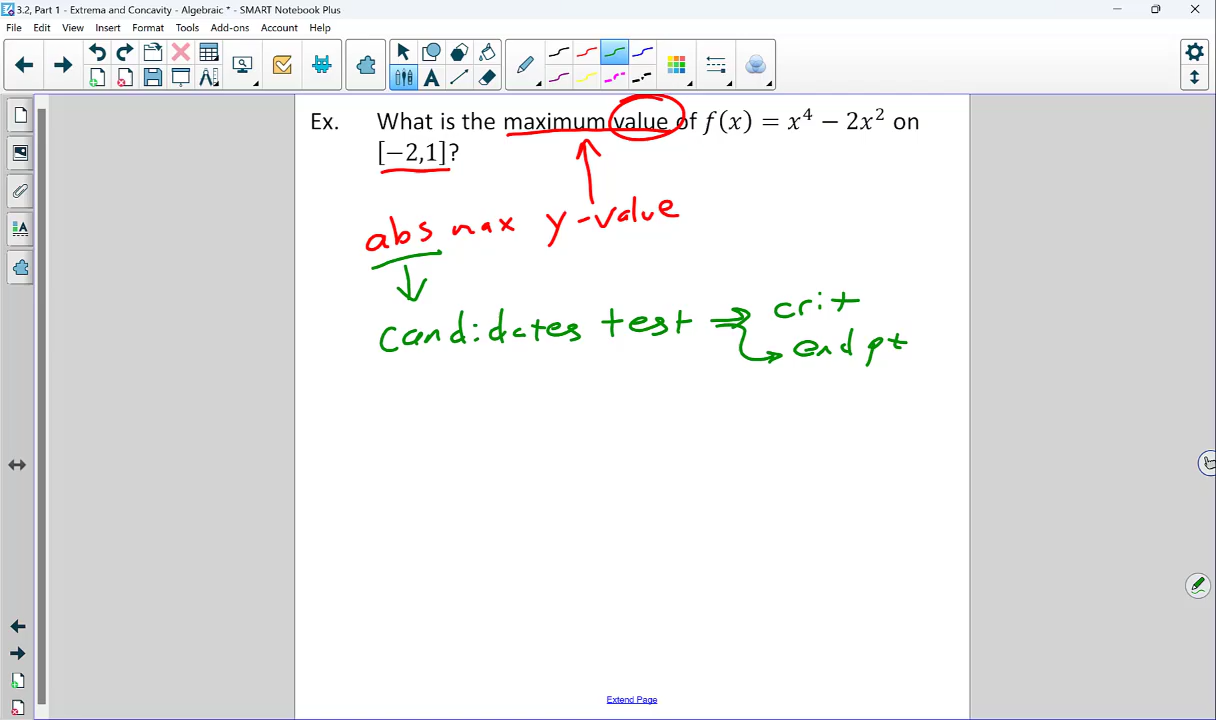 3.2, Part 1 - Extrema and Concavity - Algebraic * - SMART Notebook Plus
File Edit View Insert Format Tools Add-ons Account Help
Ex. What is the maximum value of f(x) = x⁴ − 2x² on
[−2,1]?
abs max y-value
candidates test ⇒ crit
→ end pt
Extend Page